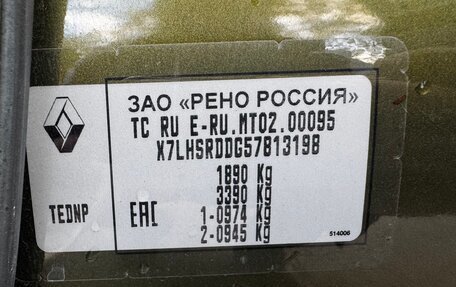 ЗАО «РЕНО РОССИЯ»
TC RU E-RU.MT02.00095
X7LHSRDDG57813198
1890 Kg
3390 Kg
1-0974 Kg
2-0945 Kg
TEDNP
EAC
514006